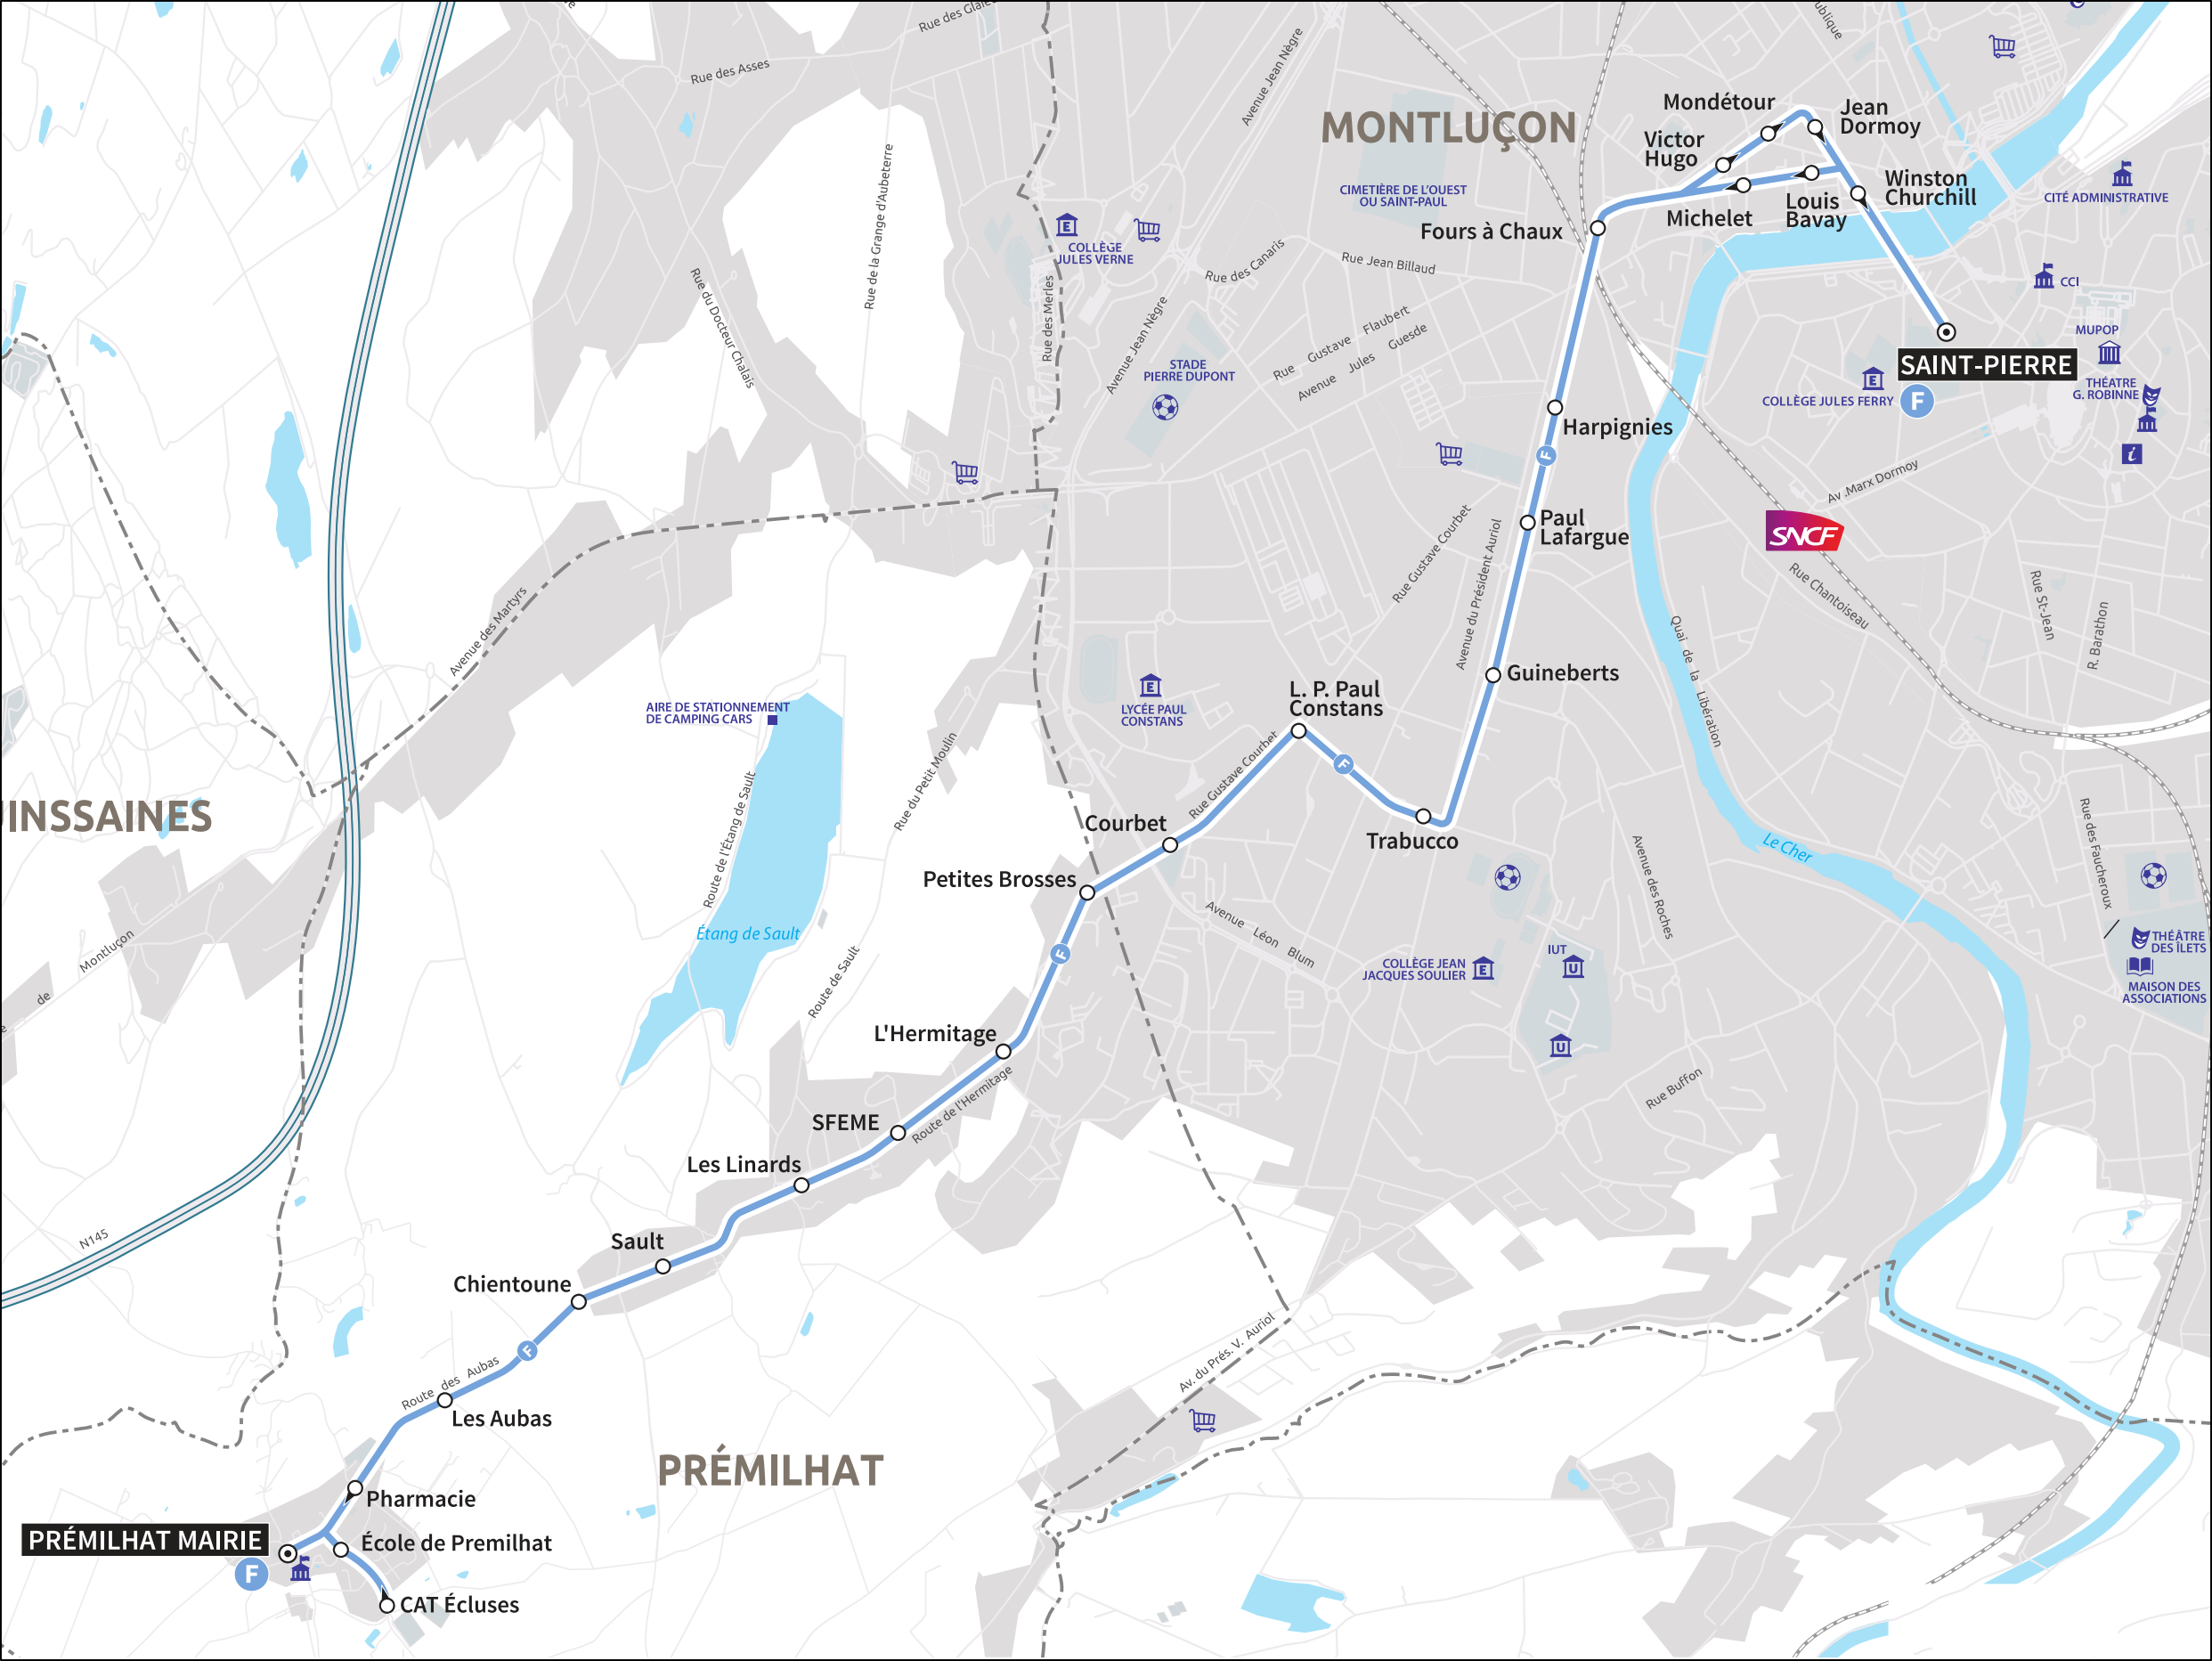 Rue des Asses
Rue de la Grange d'Aubeterre
Rue du Docteur Chalais
Avenue Jean Nègre
MONTLUÇON
CIMETIÈRE DE L'OUEST
OU SAINT-PAUL
Mondétour
Jean
Dormoy
Victor
Hugo
Winston
Churchill
Louis
Bavay
Michelet
Fours à Chaux
CITÉ ADMINISTRATIVE
CCI
MUPOP
THÉATRE
G. ROBINNE
i
SAINT-PIERRE
F
COLLÈGE JULES FERRY
E
E
COLLÈGE
JULES VERNE
Rue des Merles
Avenue Jean Nègre
Rue des Canaris
Rue Jean Billaud
Rue Gustave Flaubert
Avenue Jules Guesde
STADE
PIERRE DUPONT
Harpignies
F
Paul
Lafargue
Av .Marx Dormoy
SNCF
Rue Chantoiseau
Rue St-Jean
R. Barathon
Rue Gustave Courbet
Avenue du Président Auriol
Quai de la Libération
Guineberts
Avenue des Martyrs
AIRE DE STATIONNEMENT
DE CAMPING CARS
E
LYCÉE PAUL
CONSTANS
L. P. Paul
Constans
F
Rue Gustave Courbet
Trabucco
Courbet
Petites Brosses
F
INSSAINES
Route de l'Étang de Sault
Rue du Petit Moulin
Étang de Sault
Route de Sault
Montluçon
de
Le Cher
Rue des Faucheroux
Avenue des Roches
Avenue Léon Blum
COLLÈGE JEAN
JACQUES SOULIER
E
IUT
U
U
THÉÂTRE
DES ÎLETS
MAISON DES
ASSOCIATIONS
Rue Buffon
L'Hermitage
Route de l'Hermitage
SFEME
Les Linards
Sault
Chientoune
N145
F
Route des Aubas
Les Aubas
Av. du Prés. V. Auriol
PRÉMILHAT
Pharmacie
PRÉMILHAT MAIRIE
F
École de Premilhat
CAT Écluses